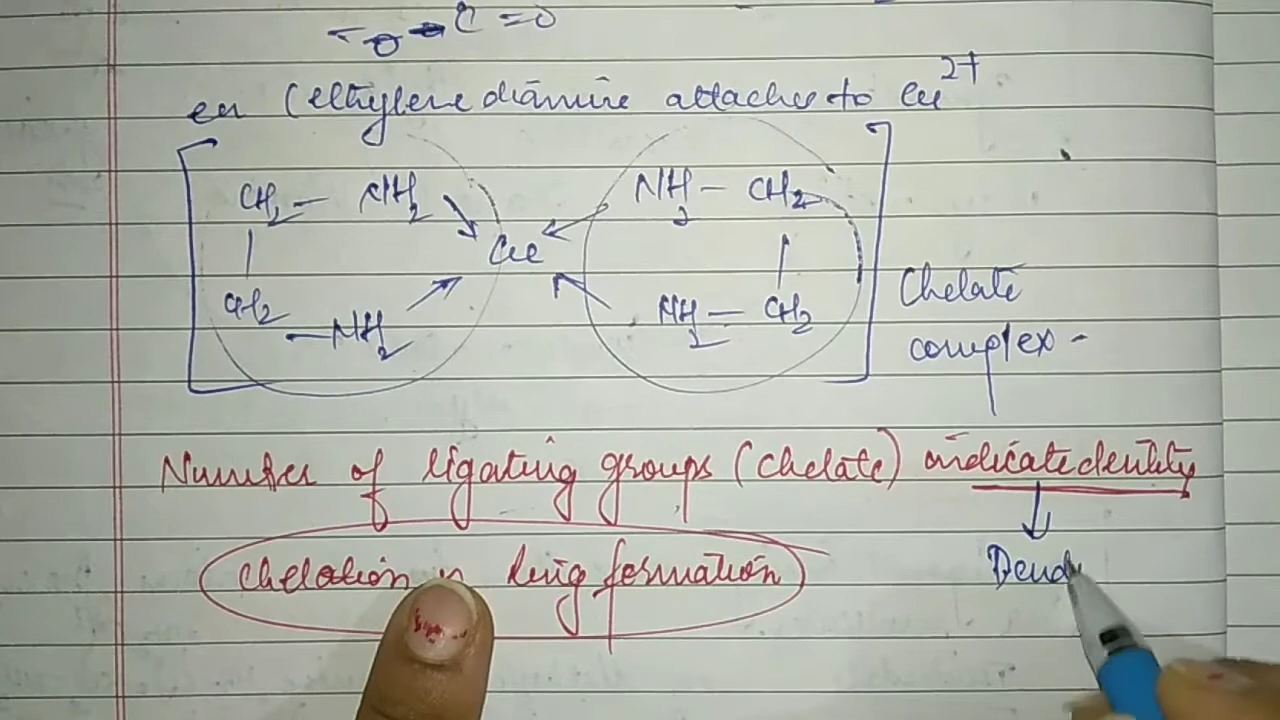 -O-C=O
en (ethylene diamine attaches to Cu2+
CH2 – NH2 NH2 – CH2
Cu
CH2 – NH2 NH2 – CH2
Chelate
complex -
Number of ligating groups (chelate) indicate dentity
Chelation is Ring formation